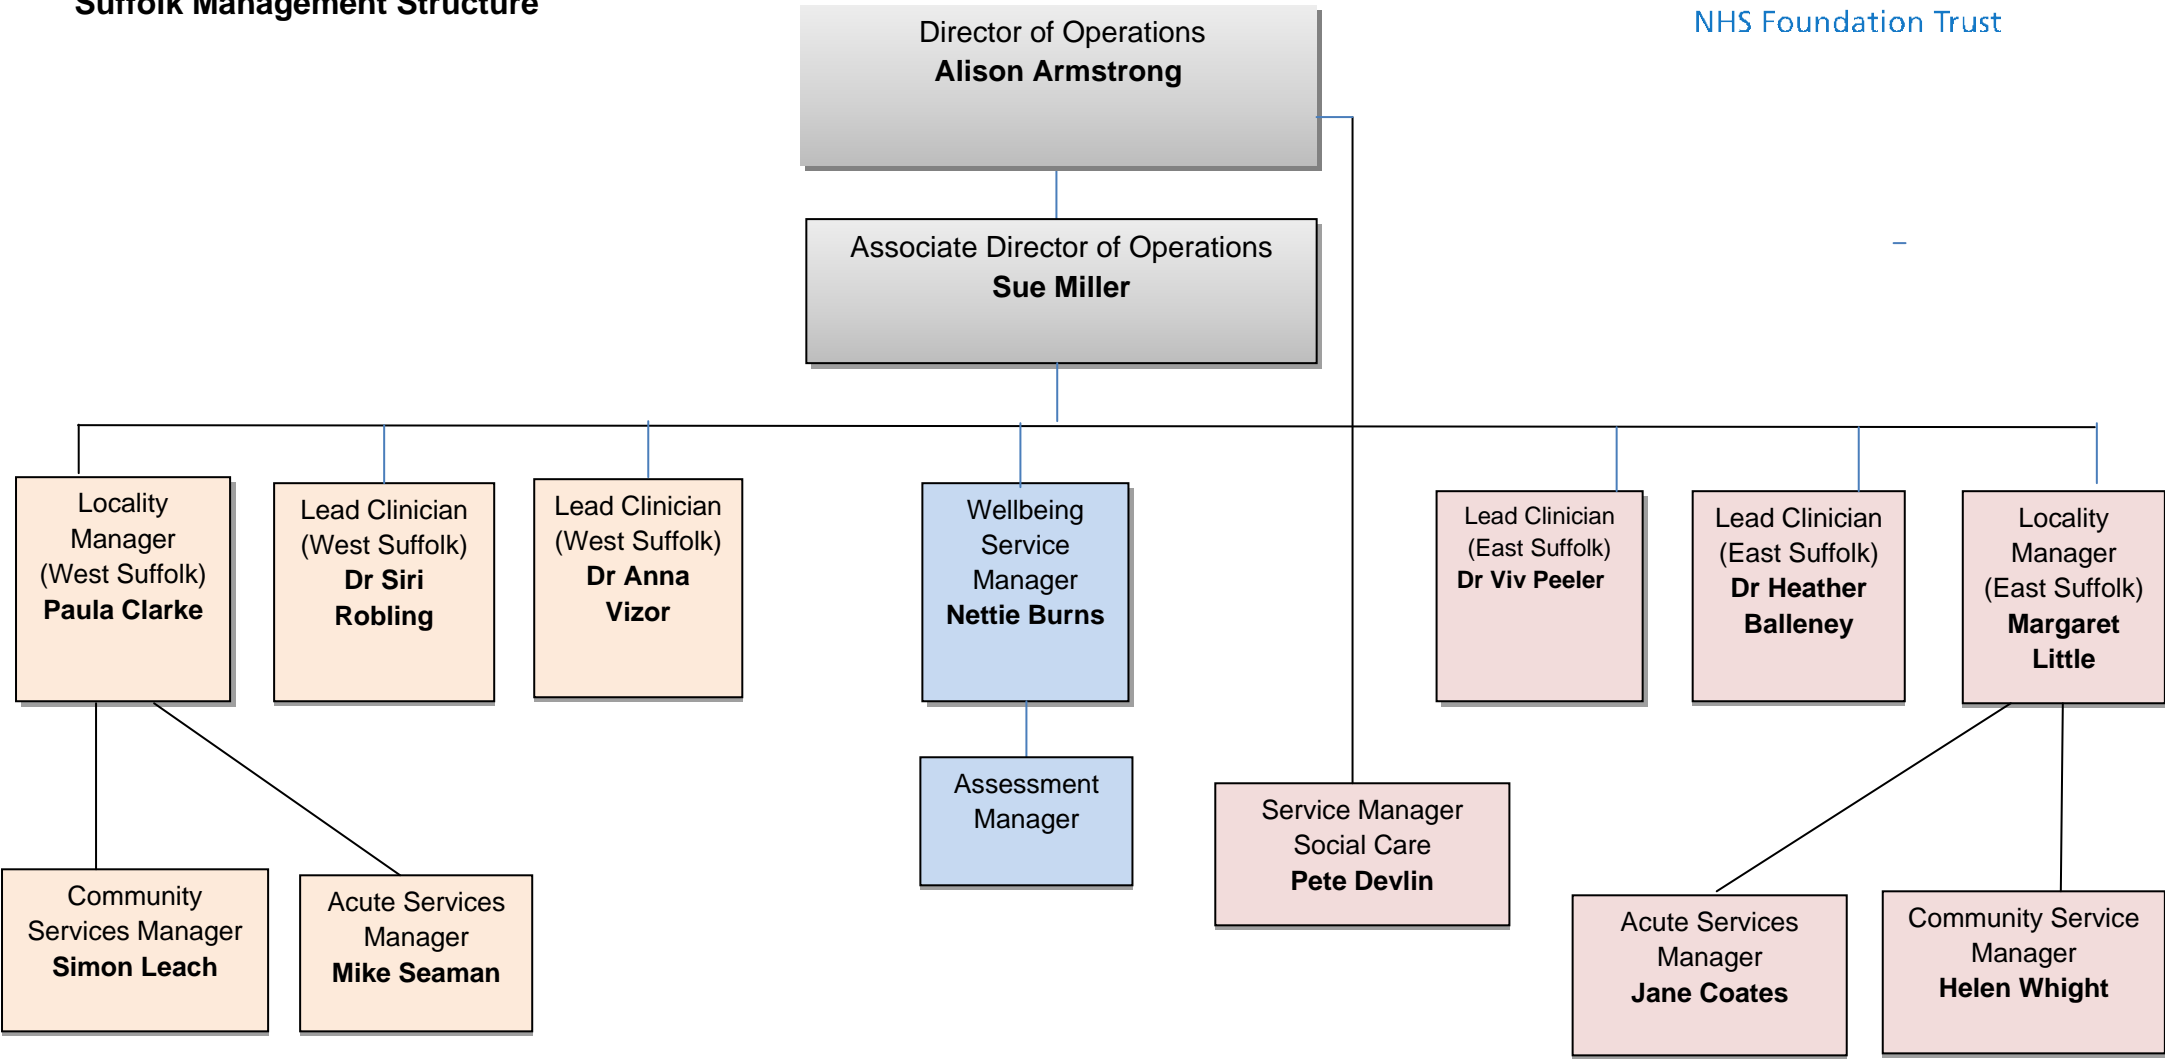 Suffolk Management Structure
NHS Foundation Trust
Director of Operations
Alison Armstrong
Associate Director of Operations
Sue Miller
Locality
Manager
(West Suffolk)
Paula Clarke
Lead Clinician
(West Suffolk)
Dr Siri
Robling
Lead Clinician
(West Suffolk)
Dr Anna
Vizor
Wellbeing
Service
Manager
Nettie Burns
Lead Clinician
(East Suffolk)
Dr Viv Peeler
Lead Clinician
(East Suffolk)
Dr Heather
Balleney
Locality
Manager
(East Suffolk)
Margaret
Little
Assessment
Manager
Service Manager
Social Care
Pete Devlin
Community
Services Manager
Simon Leach
Acute Services
Manager
Mike Seaman
Acute Services
Manager
Jane Coates
Community Service
Manager
Helen Whight